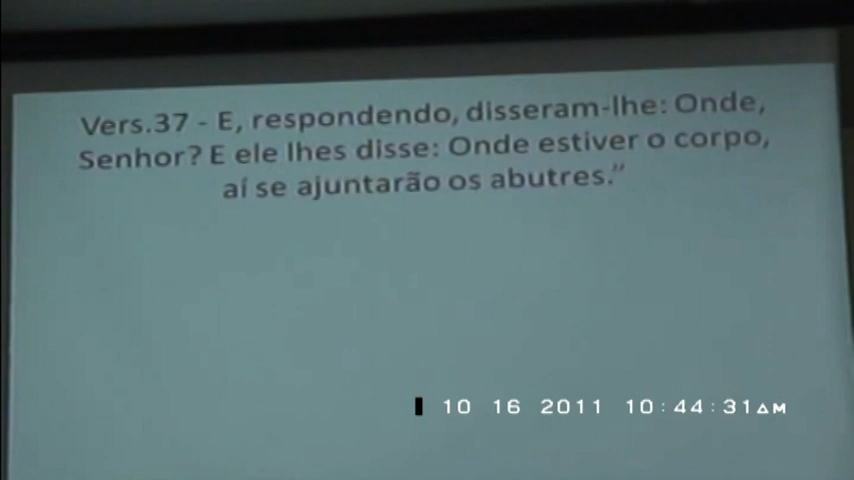 Vers.37 - E, respondendo, disseram-lhe: Onde,
Senhor? E ele lhes disse: Onde estiver o corpo,
aí se ajuntarão os abutres.”
10 16 2011 10:44:31AM